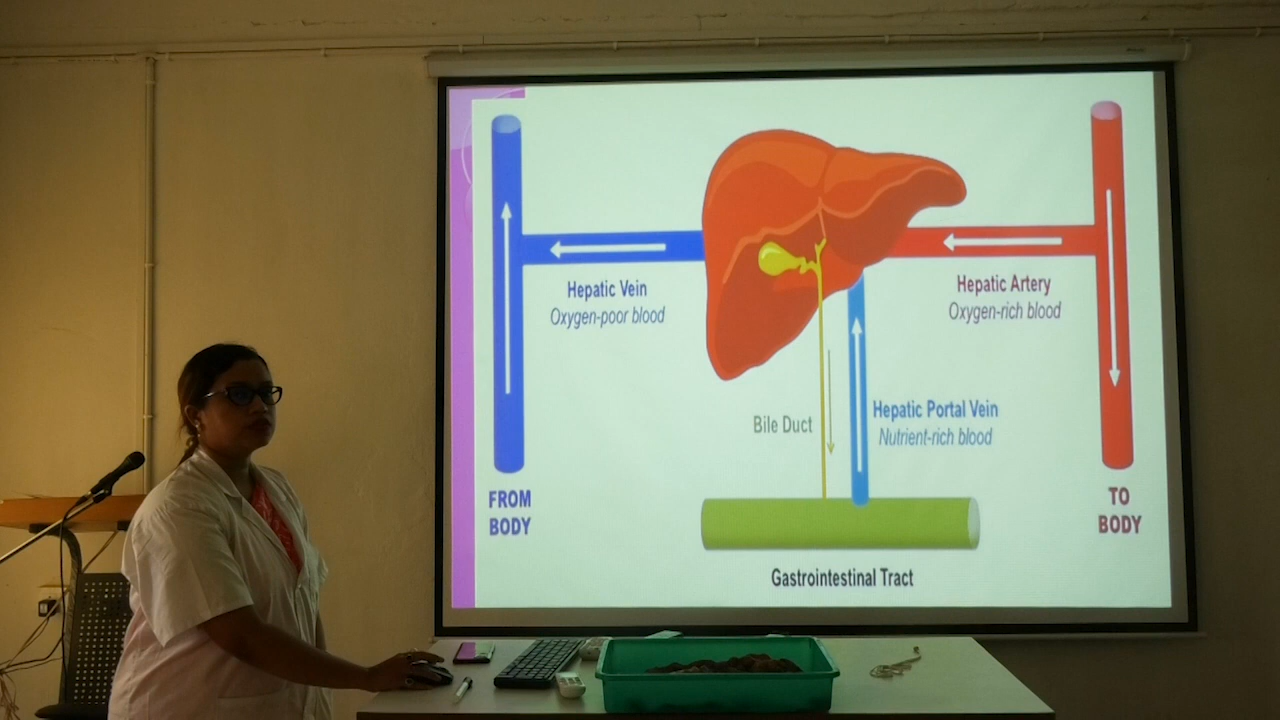 Hepatic Vein
Oxygen-poor blood
Hepatic Artery
Oxygen-rich blood
Bile Duct
Hepatic Portal Vein
Nutrient-rich blood
FROM
BODY
TO
BODY
Gastrointestinal Tract